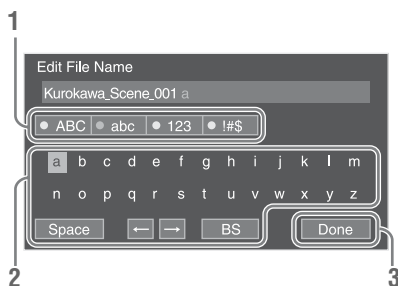 1
Edit File Name
Kurokawa_Scene_001 a
ABC abc 123 !#$
a b c d e f g h i j k l m
n o p q r s t u v w x y z
Space ← → BS Done
2 3